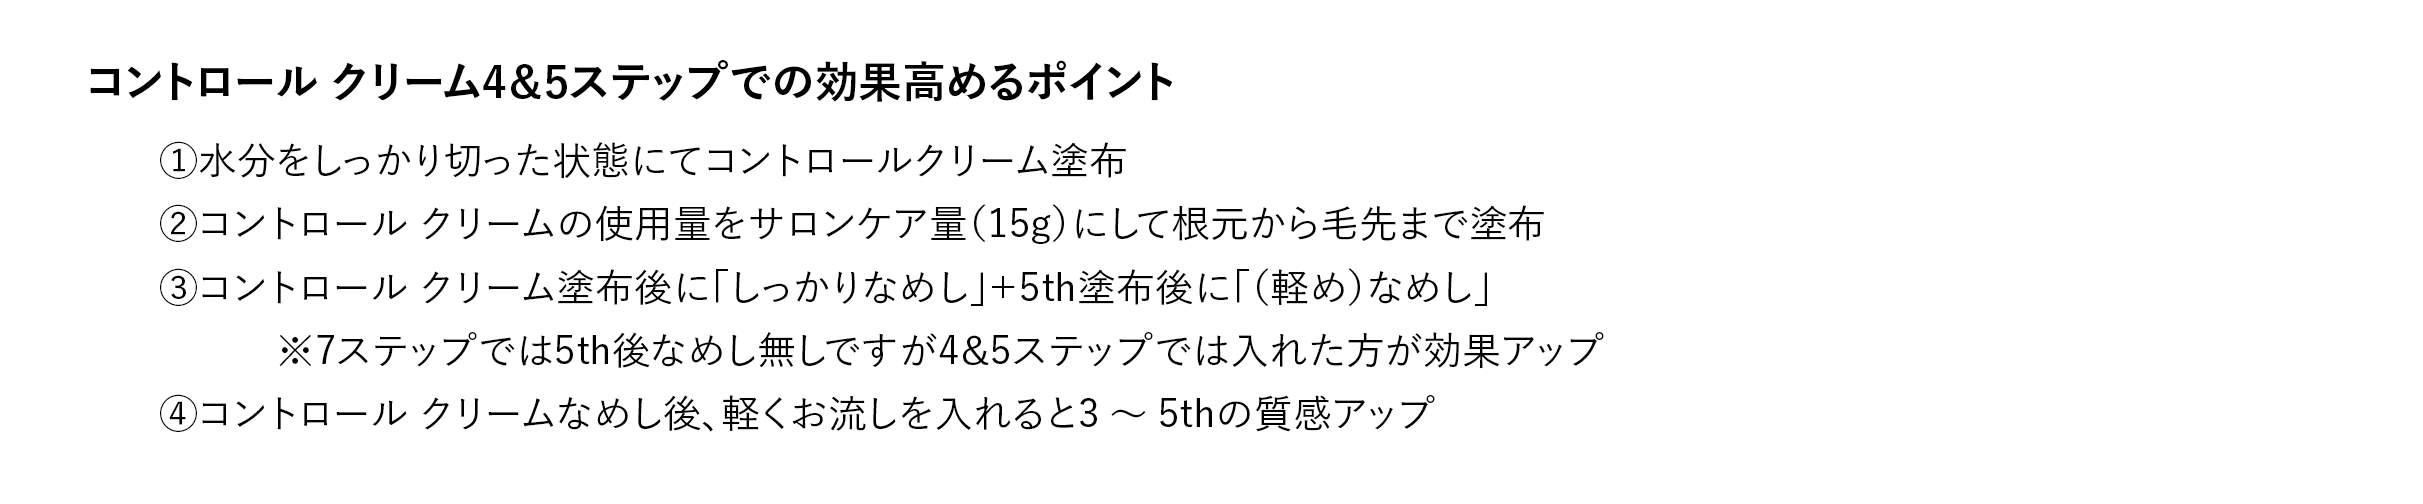 コントロール クリーム4&5ステップでの効果高めるポイント
①水分をしっかり切った状態にてコントロールクリーム塗布
②コントロール クリームの使用量をサロンケア量（15g）にして根元から毛先まで塗布
③コントロール クリーム塗布後に「しっかりなめし」+5th塗布後に「（軽め）なめし」
※7ステップでは5th後なめし無しですが4&5ステップでは入れた方が効果アップ
④コントロール クリームなめし後、軽くお流しを入れると3 ～ 5thの質感アップ